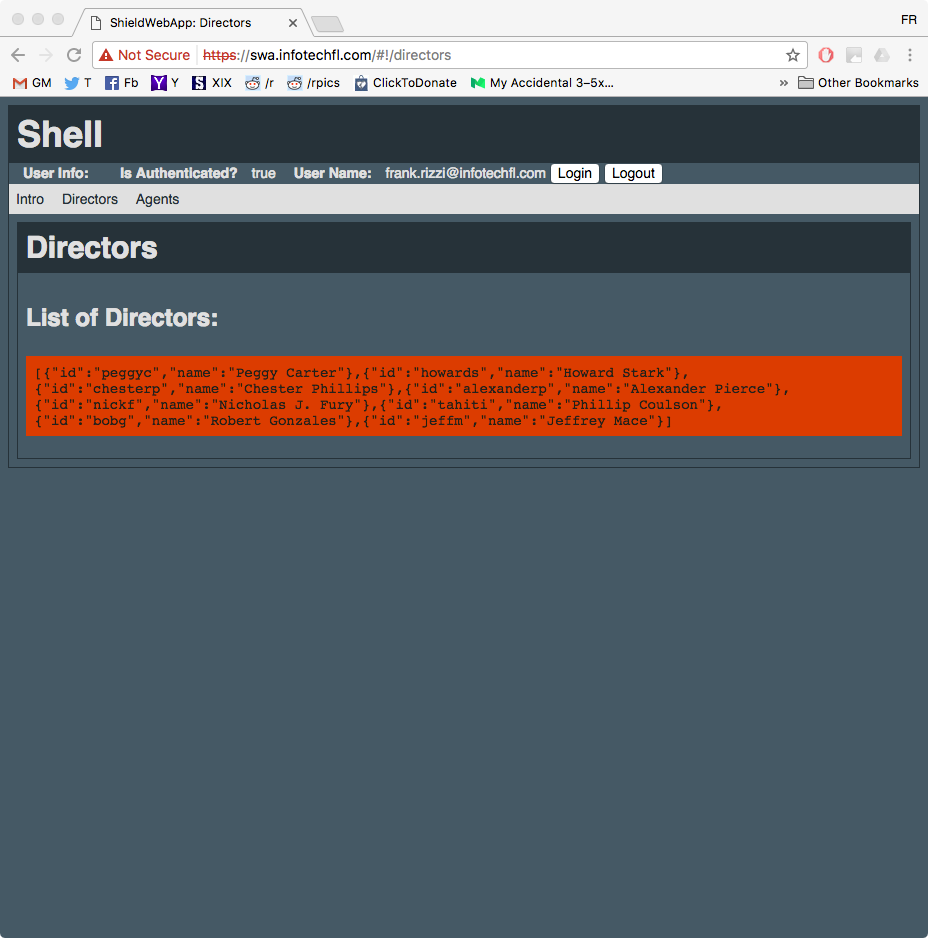 ShieldWebApp: Directors
FR
Not Secure https://swa.infotechfl.com/#!/directors
GM T Fb Y XIX /r /rpics ClickToDonate My Accidental 3–5x... » Other Bookmarks
Shell
User Info: Is Authenticated? true User Name: frank.rizzi@infotechfl.com Login Logout
Intro Directors Agents
Directors
List of Directors:
[{"id":"peggyc","name":"Peggy Carter"},{"id":"howards","name":"Howard Stark"},
{"id":"chesterp","name":"Chester Phillips"},{"id":"alexanderp","name":"Alexander Pierce"},
{"id":"nickf","name":"Nicholas J. Fury"},{"id":"tahiti","name":"Phillip Coulson"},
{"id":"bobg","name":"Robert Gonzales"},{"id":"jeffm","name":"Jeffrey Mace"}]